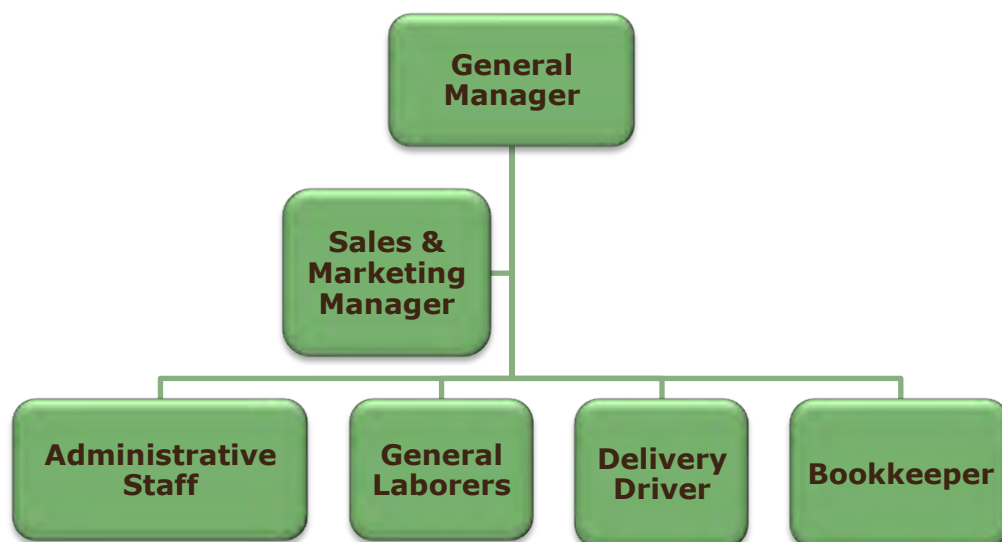 General
Manager
Sales &
Marketing
Manager
Administrative
Staff
General
Laborers
Delivery
Driver
Bookkeeper